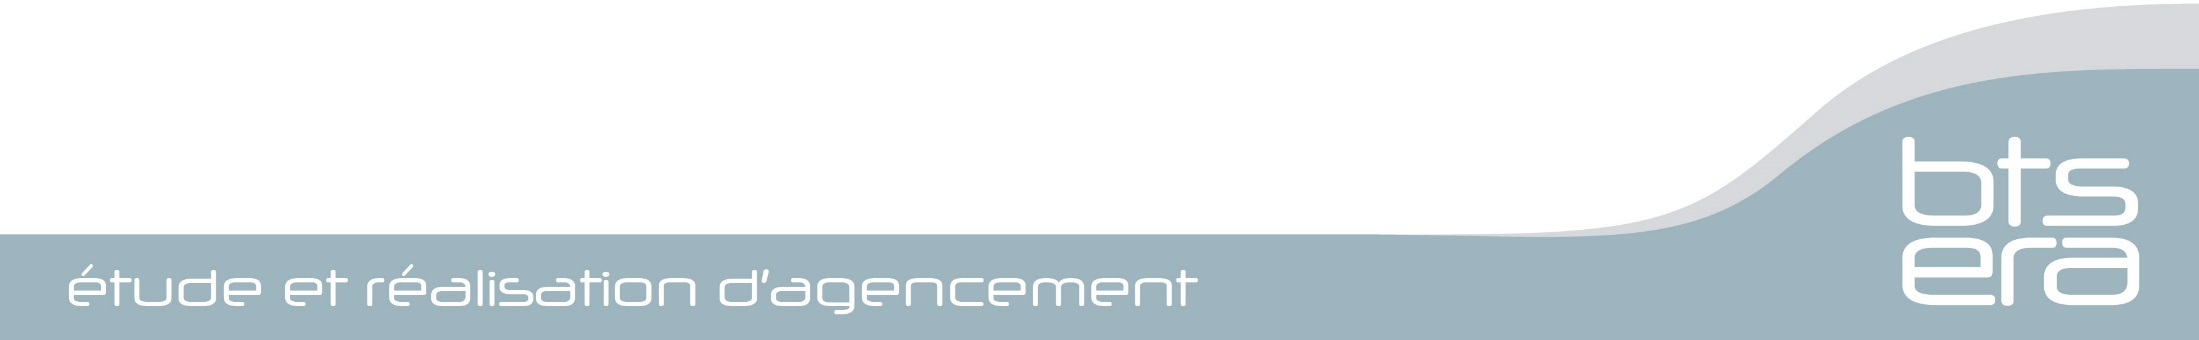 étude et réalisation d'agencement
bts
era